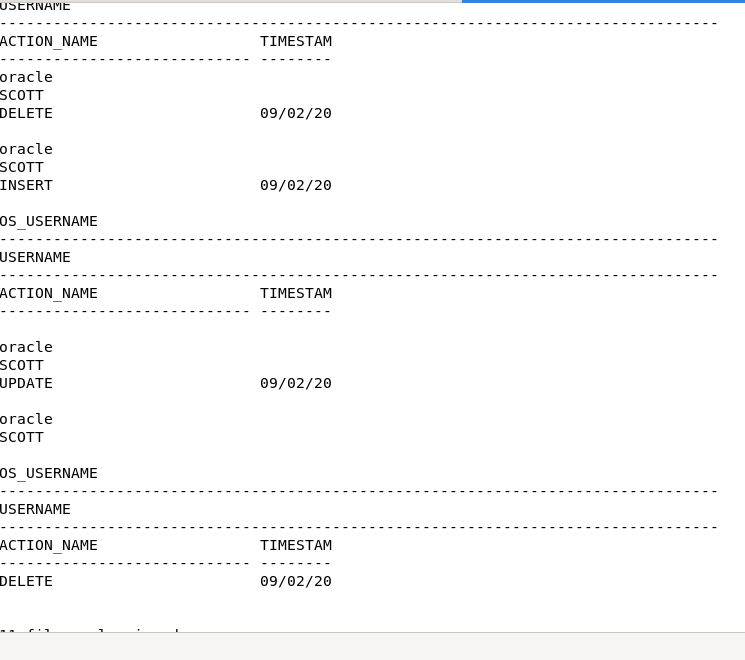 USERNAME
--------------------------------------------------------------------------------
ACTION_NAME                  TIMESTAM
---------------------------- --------
oracle
SCOTT
DELETE                       09/02/20
oracle
SCOTT
INSERT                       09/02/20
OS_USERNAME
--------------------------------------------------------------------------------
USERNAME
--------------------------------------------------------------------------------
ACTION_NAME                  TIMESTAM
---------------------------- --------
oracle
SCOTT
UPDATE                       09/02/20
oracle
SCOTT
OS_USERNAME
--------------------------------------------------------------------------------
USERNAME
--------------------------------------------------------------------------------
ACTION_NAME                  TIMESTAM
---------------------------- --------
DELETE                       09/02/20